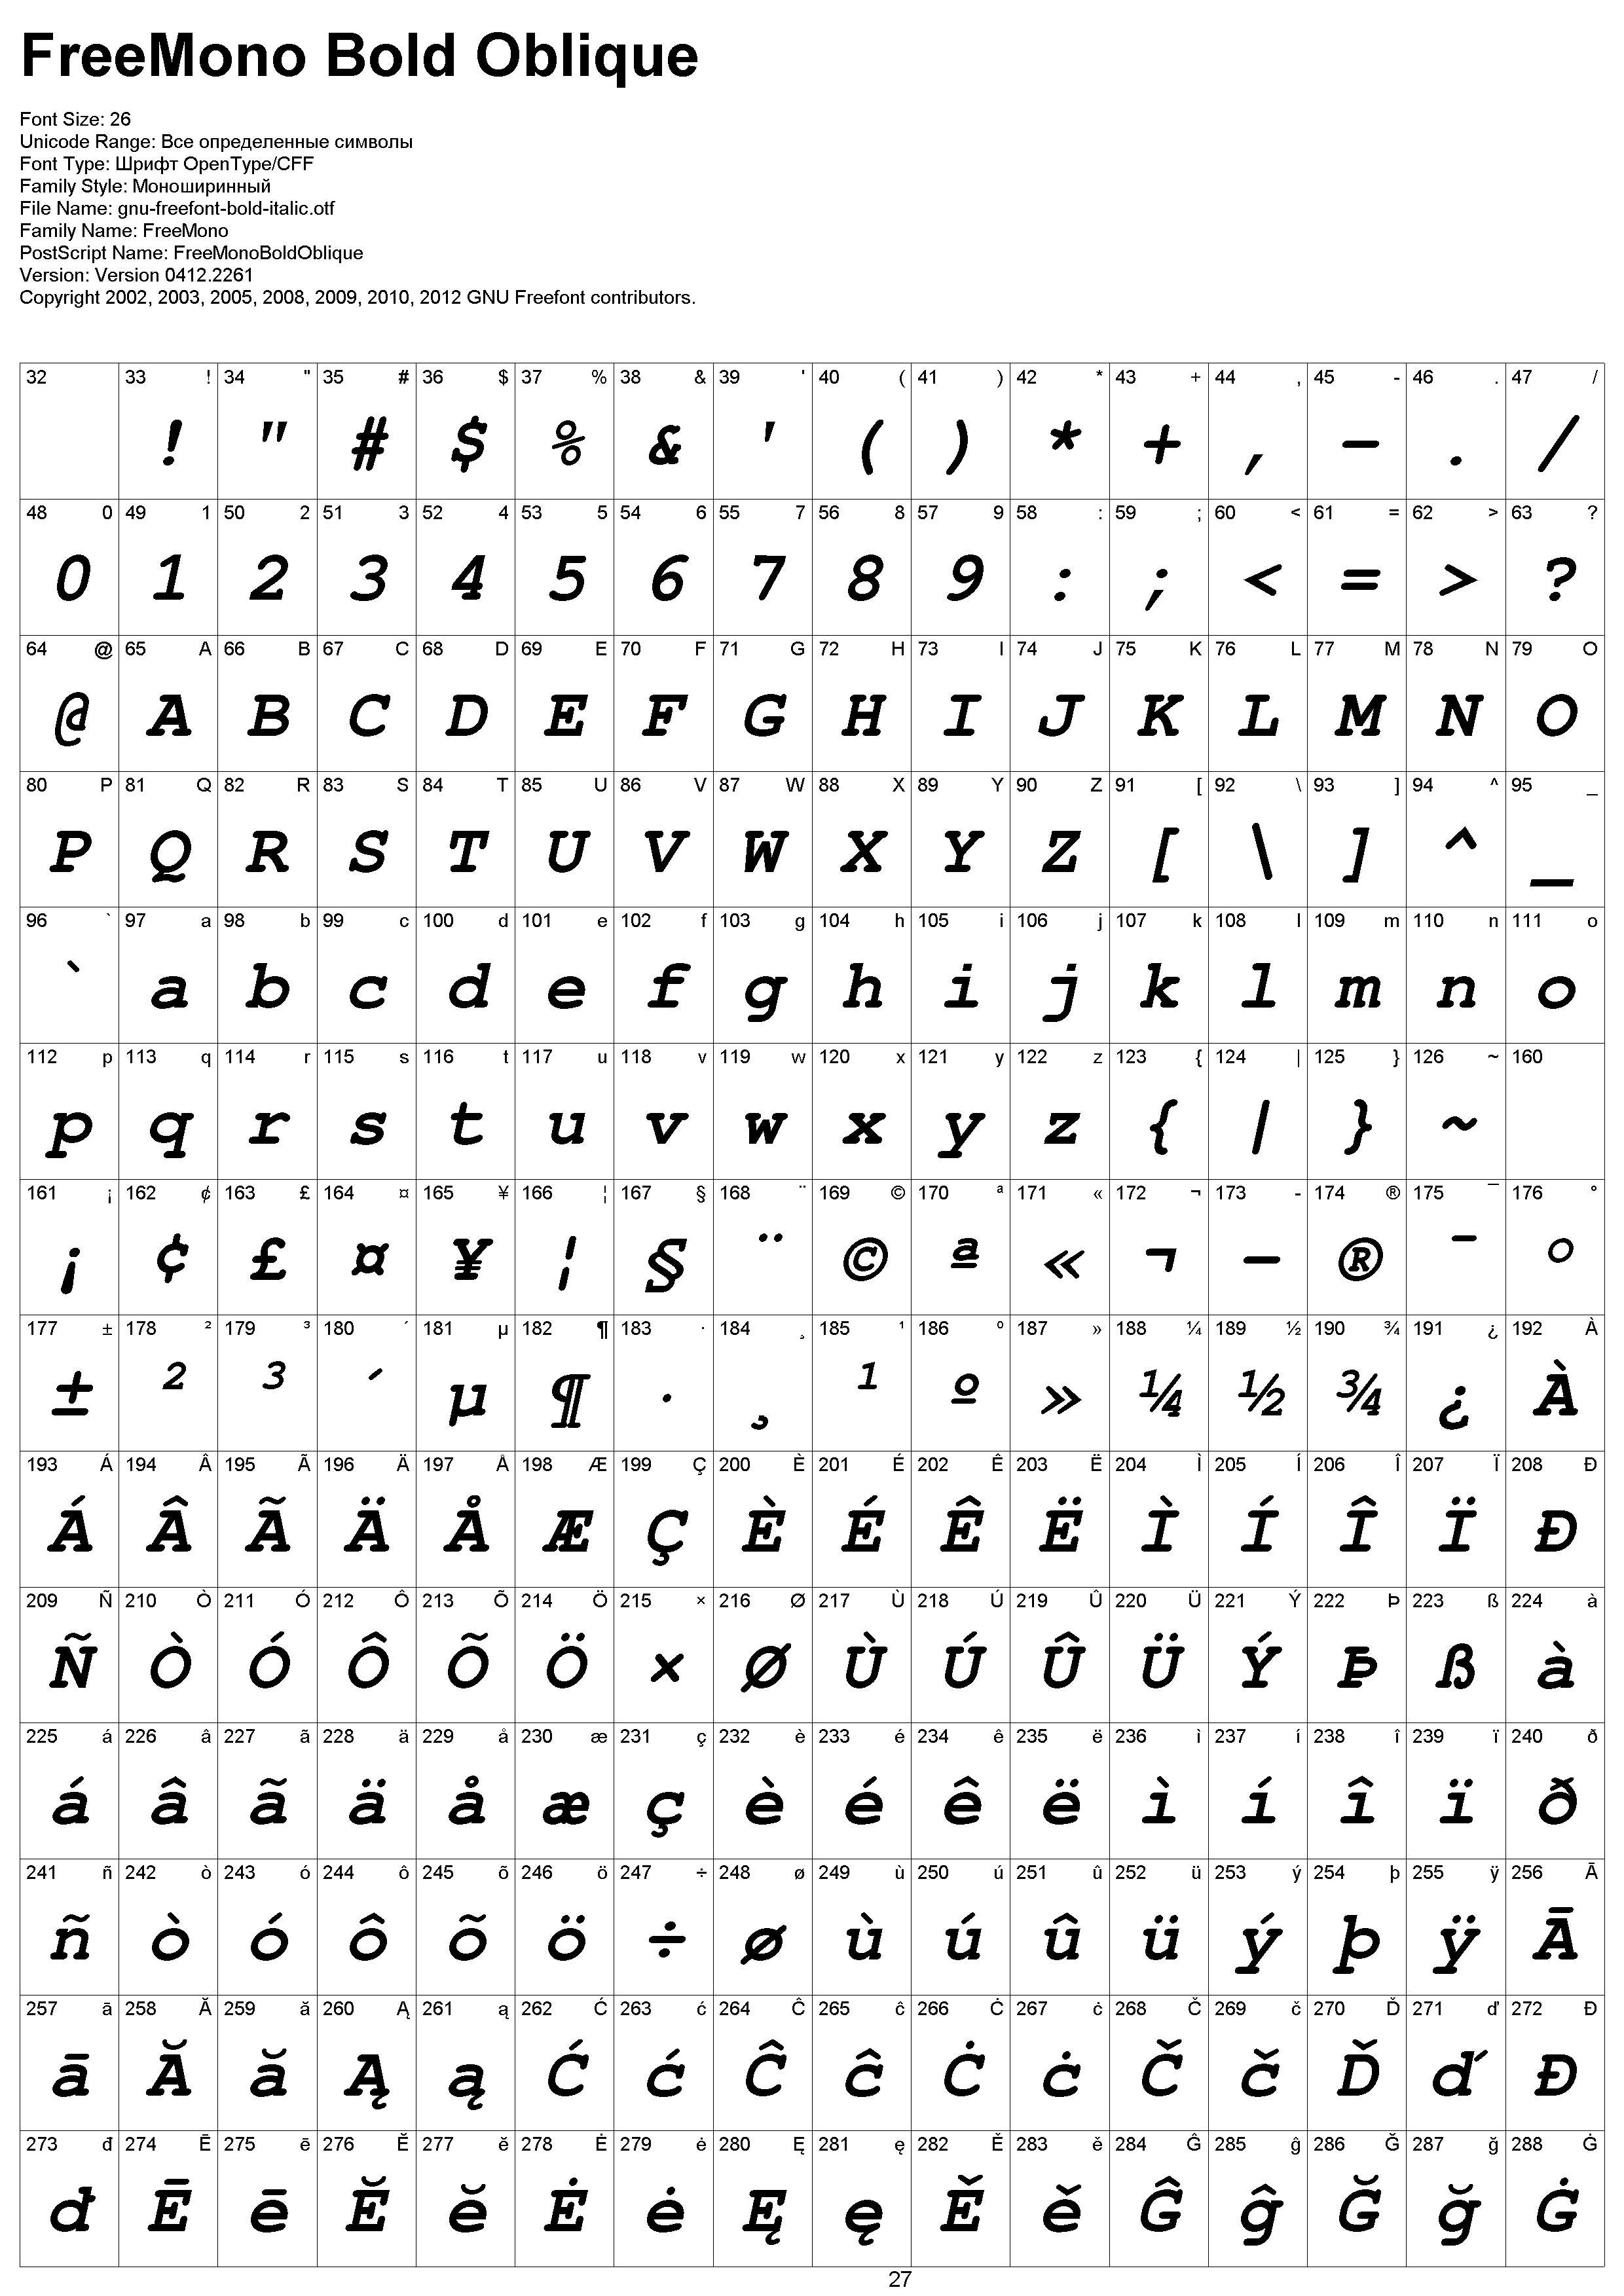 FreeMono Bold Oblique
Font Size: 26
Unicode Range: Все определенные символы
Font Type: Шрифт OpenType/CFF
Family Style: Моноширинный
File Name: gnu-freefont-bold-italic.otf
Family Name: FreeMono
PostScript Name: FreeMonoBoldOblique
Version: Version 0412.2261
Copyright 2002, 2003, 2005, 2008, 2009, 2010, 2012 GNU Freefont contributors.
32 33 ! 34 " 35 # 36 $ 37 % 38 & 39 ' 40 ( 41 ) 42 * 43 + 44 , 45 - 46 . 47 /
! " # $ % & ' ( ) * + , - . /
48 0 49 1 50 2 51 3 52 4 53 5 54 6 55 7 56 8 57 9 58 : 59 ; 60 < 61 = 62 > 63 ?
0 1 2 3 4 5 6 7 8 9 : ; < = > ?
64 @ 65 A 66 B 67 C 68 D 69 E 70 F 71 G 72 H 73 I 74 J 75 K 76 L 77 M 78 N 79 O
@ A B C D E F G H I J K L M N O
80 P 81 Q 82 R 83 S 84 T 85 U 86 V 87 W 88 X 89 Y 90 Z 91 [ 92 \ 93 ] 94 ^ 95 _
P Q R S T U V W X Y Z [ \ ] ^ _
96 ` 97 a 98 b 99 c 100 d 101 e 102 f 103 g 104 h 105 i 106 j 107 k 108 l 109 m 110 n 111 o
` a b c d e f g h i j k l m n o
112 p 113 q 114 r 115 s 116 t 117 u 118 v 119 w 120 x 121 y 122 z 123 { 124 | 125 } 126 ~ 160
p q r s t u v w x y z { | } ~
161 ¡ 162 ¢ 163 £ 164 ¤ 165 ¥ 166 ¦ 167 § 168 ¨ 169 © 170 ª 171 « 172 ¬ 173 - 174 ® 175 ¯ 176 °
¡ ¢ £ ¤ ¥ ¦ § ¨ © ª « ¬ - ® ¯ °
177 ± 178 ² 179 ³ 180 ´ 181 µ 182 ¶ 183 · 184 ¸ 185 ¹ 186 º 187 » 188 ¼ 189 ½ 190 ¾ 191 ¿ 192 À
± ² ³ ´ µ ¶ · ¸ ¹ º » ¼ ½ ¾ ¿ À
193 Á 194 Â 195 Ã 196 Ä 197 Å 198 Æ 199 Ç 200 È 201 É 202 Ê 203 Ë 204 Ì 205 Í 206 Î 207 Ï 208 Ð
Á Â Ã Ä Å Æ Ç È É Ê Ë Ì Í Î Ï Ð
209 Ñ 210 Ò 211 Ó 212 Ô 213 Õ 214 Ö 215 × 216 Ø 217 Ù 218 Ú 219 Û 220 Ü 221 Ý 222 Þ 223 ß 224 à
Ñ Ò Ó Ô Õ Ö × Ø Ù Ú Û Ü Ý Þ ß à
225 á 226 â 227 ã 228 ä 229 å 230 æ 231 ç 232 è 233 é 234 ê 235 ë 236 ì 237 í 238 î 239 ï 240 ð
á â ã ä å æ ç è é ê ë ì í î ï ð
241 ñ 242 ò 243 ó 244 ô 245 õ 246 ö 247 ÷ 248 ø 249 ù 250 ú 251 û 252 ü 253 ý 254 þ 255 ÿ 256 Ā
ñ ò ó ô õ ö ÷ ø ù ú û ü ý þ ÿ Ā
257 ā 258 Ă 259 ă 260 Ą 261 ą 262 Ć 263 ć 264 Ĉ 265 ĉ 266 Ċ 267 ċ 268 Č 269 č 270 Ď 271 ď 272 Đ
ā Ă ă Ą ą Ć ć Ĉ ĉ Ċ ċ Č č Ď ď Đ
273 đ 274 Ē 275 ē 276 Ĕ 277 ĕ 278 Ė 279 ė 280 Ę 281 ę 282 Ě 283 ě 284 Ĝ 285 ĝ 286 Ğ 287 ğ 288 Ġ
đ Ē ē Ĕ ĕ Ė ė Ę ę Ě ě Ĝ ĝ Ğ ğ Ġ
27